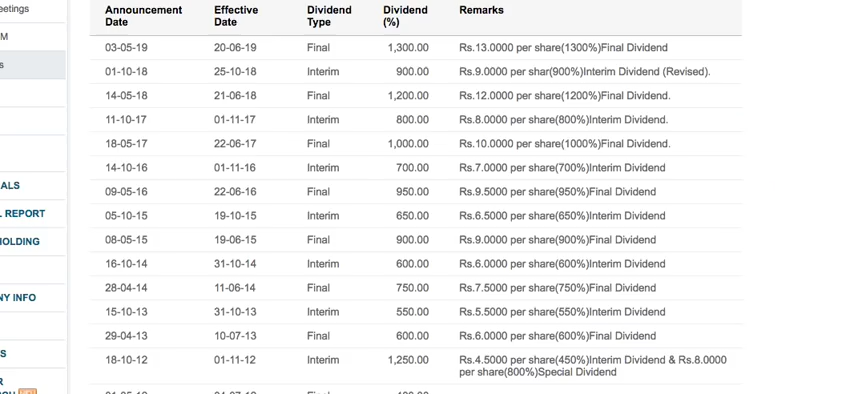 eetings
M
s
ALS
L REPORT
HOLDING
NY INFO
S
R
Announcement Date Effective Date Dividend Type Dividend (%) Remarks
03-05-19 20-06-19 Final 1,300.00 Rs.13.0000 per share(1300%)Final Dividend
01-10-18 25-10-18 Interim 900.00 Rs.9.0000 per shar(900%)Interim Dividend (Revised).
14-05-18 21-06-18 Final 1,200.00 Rs.12.0000 per share(1200%)Final Dividend.
11-10-17 01-11-17 Interim 800.00 Rs.8.0000 per share(800%)Interim Dividend.
18-05-17 22-06-17 Final 1,000.00 Rs.10.0000 per share(1000%)Final Dividend.
14-10-16 01-11-16 Interim 700.00 Rs.7.0000 per share(700%)Interim Dividend
09-05-16 22-06-16 Final 950.00 Rs.9.5000 per share(950%)Final Dividend
05-10-15 19-10-15 Interim 650.00 Rs.6.5000 per share(650%)Interim Dividend
08-05-15 19-06-15 Final 900.00 Rs.9.0000 per share(900%)Final Dividend
16-10-14 31-10-14 Interim 600.00 Rs.6.0000 per share(600%)Interim Dividend
28-04-14 11-06-14 Final 750.00 Rs.7.5000 per share(750%)Final Dividend
15-10-13 31-10-13 Interim 550.00 Rs.5.5000 per share(550%)Interim Dividend
29-04-13 10-07-13 Final 600.00 Rs.6.0000 per share(600%)Final Dividend
18-10-12 01-11-12 Interim 1,250.00 Rs.4.5000 per share(450%)Interim Dividend & Rs.8.0000
per share(800%)Special Dividend